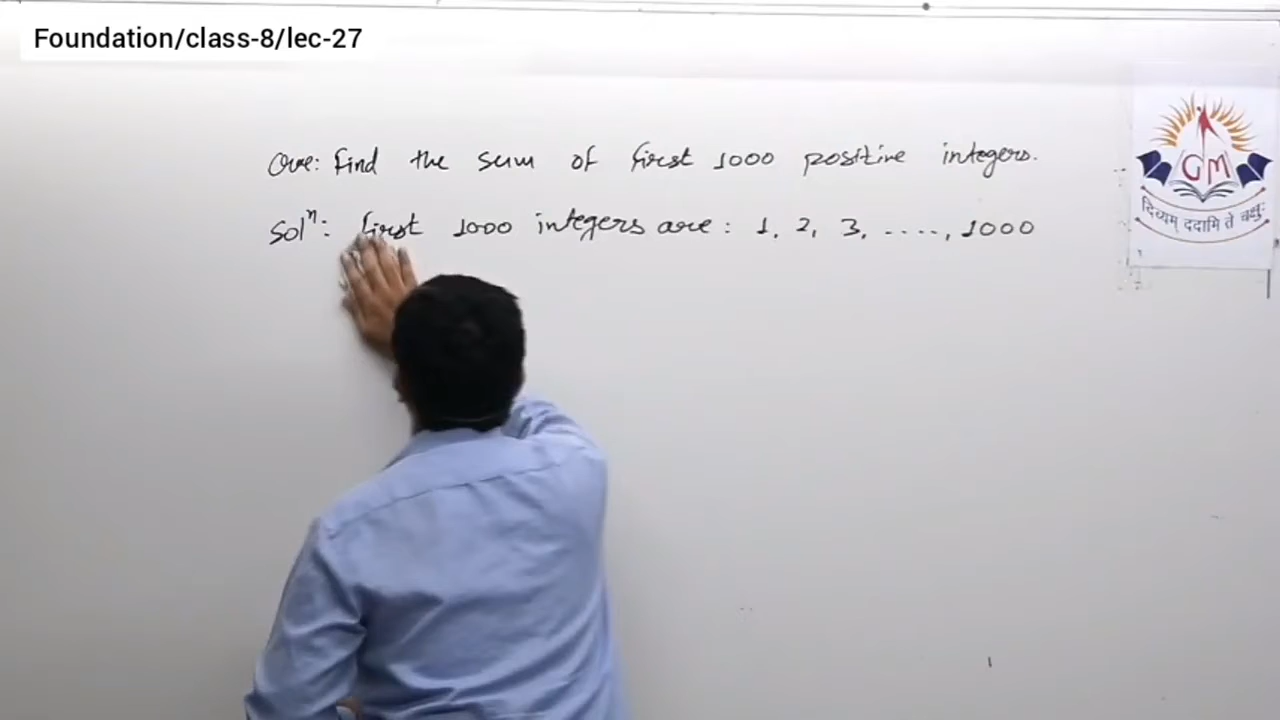 Foundation/class-8/lec-27
Que: Find the sum of first 1000 positive integers.
Solⁿ: First 1000 integers are : 1, 2, 3, ...., 1000
GM
दिव्यम् ददामि ते चक्षुः